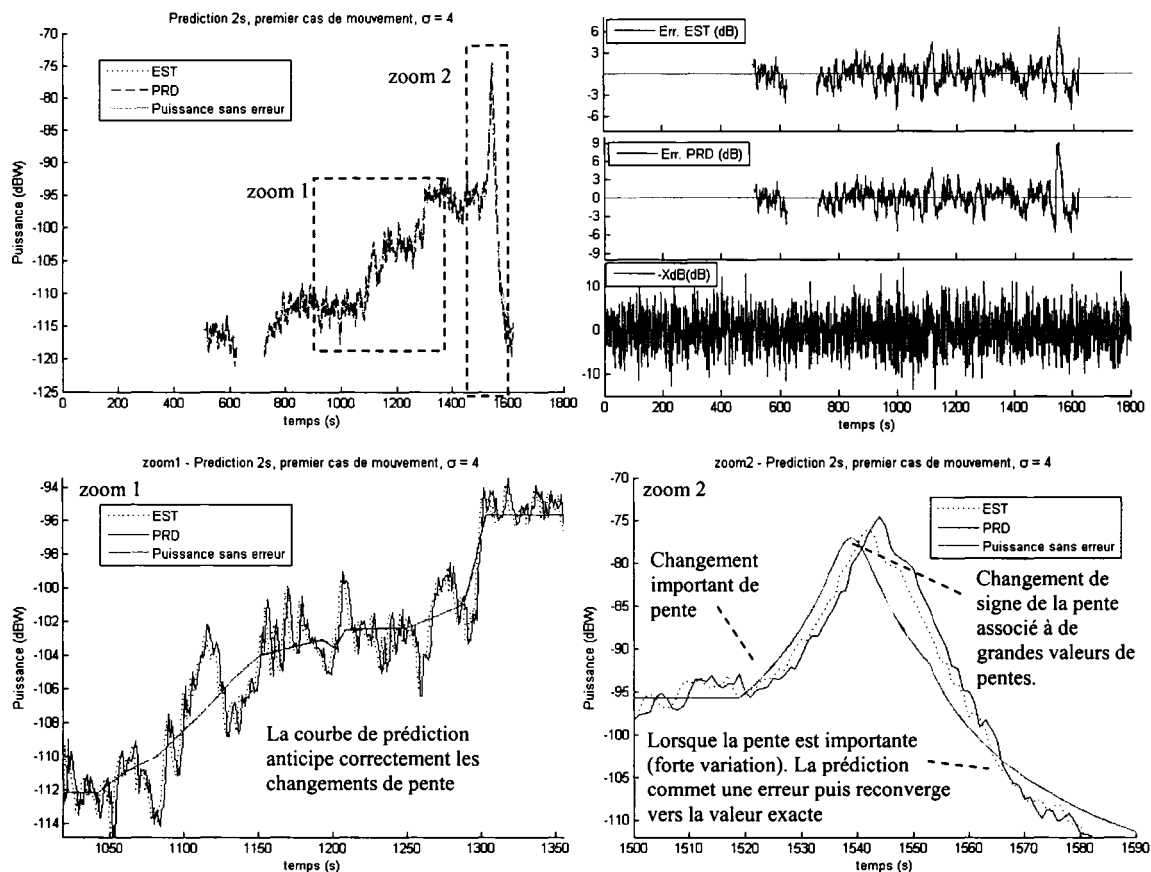 Prediction 2s, premier cas de mouvement, σ = 4
-70
-75
-80
-85
-90
-95
-100
-105
-110
-115
-120
-125
Puissance (dBW)
EST
PRD
Puissance sans erreur
zoom 2
zoom 1
0 200 400 600 800 1000 1200 1400 1600 1800
temps (s)
6
3
0
-3
-6
Err. EST (dB)
9
6
3
0
-3
-6
-9
Err. PRD (dB)
10
0
-10
-XdB(dB)
0 200 400 600 800 1000 1200 1400 1600 1800
temps (s)
zoom1 - Prediction 2s, premier cas de mouvement, σ = 4
-94
-96
-98
-100
-102
-104
-106
-108
-110
-112
-114
Puissance (dBW)
zoom 1
EST
PRD
Puissance sans erreur
La courbe de prédiction
anticipe correctement les
changements de pente
1050 1100 1150 1200 1250 1300 1350
temps (s)
zoom2 - Prediction 2s, premier cas de mouvement, σ = 4
-70
-75
-80
-85
-90
-95
-100
-105
-110
Puissance (dBW)
zoom 2
EST
PRD
Puissance sans erreur
Changement
important de
pente
Changement de
signe de la pente
associé à de
grandes valeurs de
pentes.
Lorsque la pente est importante
(forte variation). La prédiction
commet une erreur puis reconverge
vers la valeur exacte
1500 1510 1520 1530 1540 1550 1560 1570 1580 1590
temps (s)